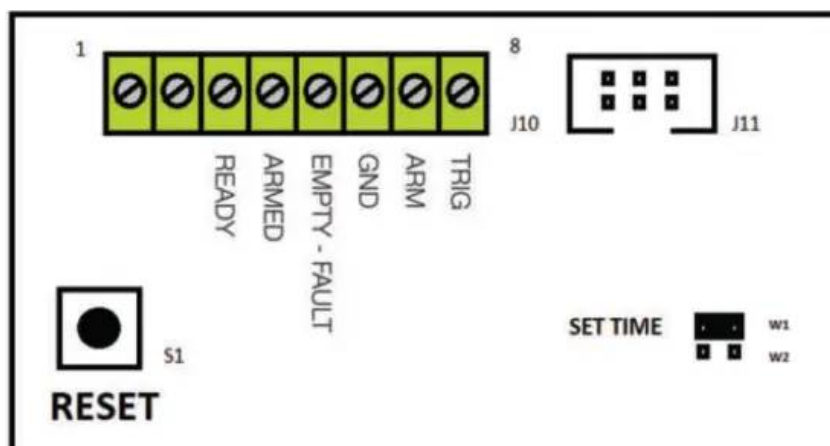 1
8
J10
J11
READY
ARMED
EMPTY - FAULT
GND
ARM
TRIG
SET TIME
W1
W2
S1
RESET